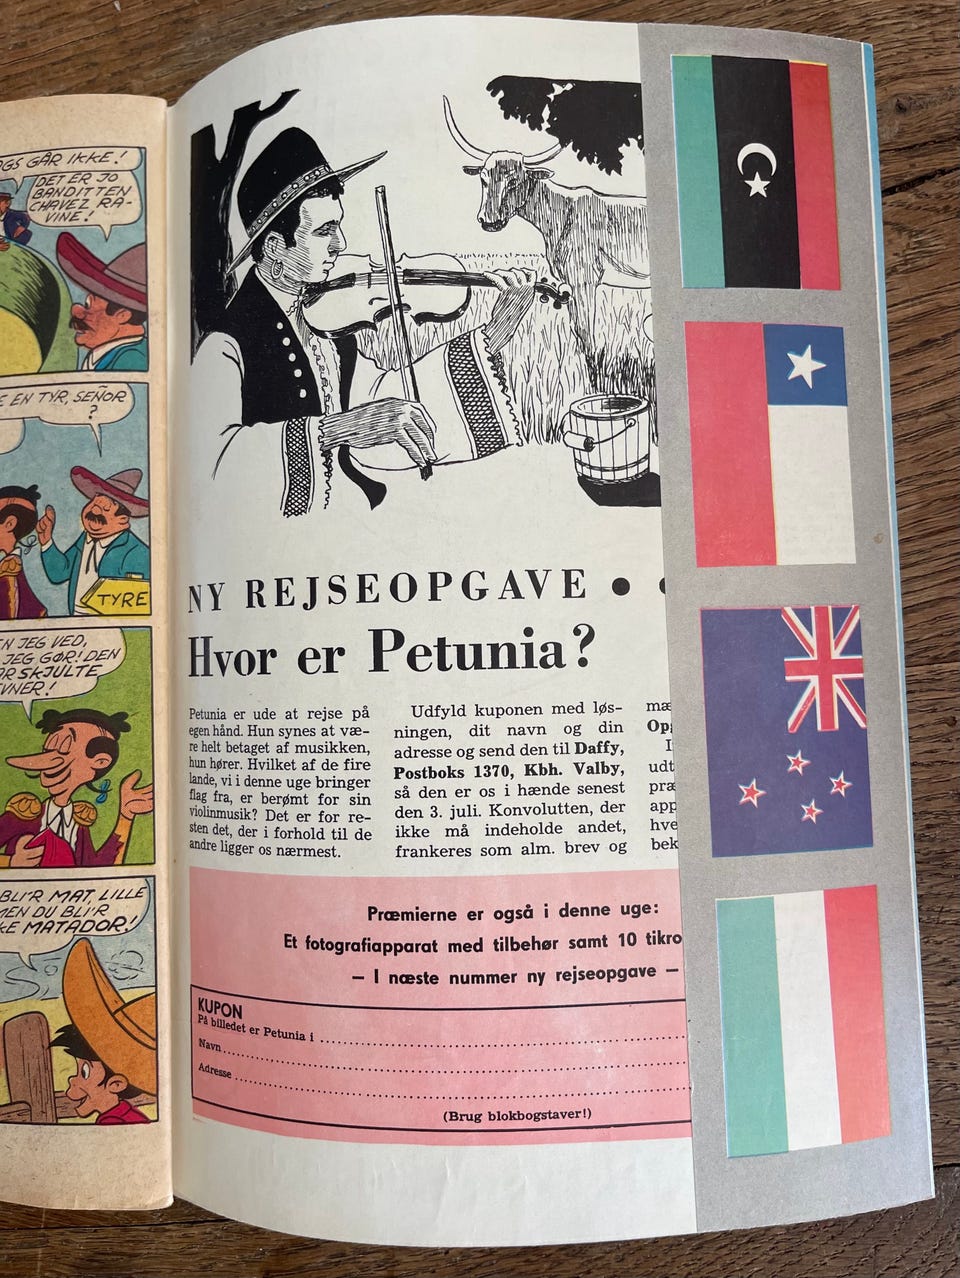 GÅR IKKE!
DET ER JO
BANDITTEN
CHAVEZ RA-
VINE!
EN TYR, SEÑOR
?
TYRE
JEG VED,
JEG GØR! DEN
SKJULTE
BLI'R MAT, LILLE
MEN DU BLI'R
MATADOR!
NY REJSEOPGAVE
Hvor er Petunia?
Petunia er ude at rejse på
egen hånd. Hun synes at væ-
re helt betaget af musikken,
hun hører. Hvilket af de fire
lande, vi i denne uge bringer
flag fra, er berømt for sin
violinmusik? Det er for re-
sten det, der i forhold til de
andre ligger os nærmest.
Udfyld kuponen med løs-
ningen, dit navn og din
adresse og send den til Daffy,
Postboks 1370, Kbh. Valby,
så den er os i hænde senest
den 3. juli. Konvolutten, der
ikke må indeholde andet,
frankeres som alm. brev og
mæ
Op
I
udt
præ
app
hve
bek
Præmierne er også i denne uge:
Et fotografiapparat med tilbehør samt 10 tikro
— I næste nummer ny rejseopgave —
KUPON
På billedet er Petunia i
Navn
Adresse
(Brug blokbogstaver!)